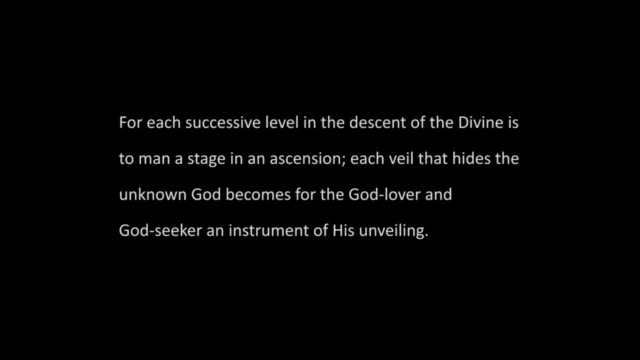 For each successive level in the descent of the Divine is
to man a stage in an ascension; each veil that hides the
unknown God becomes for the God-lover and
God-seeker an instrument of His unveiling.